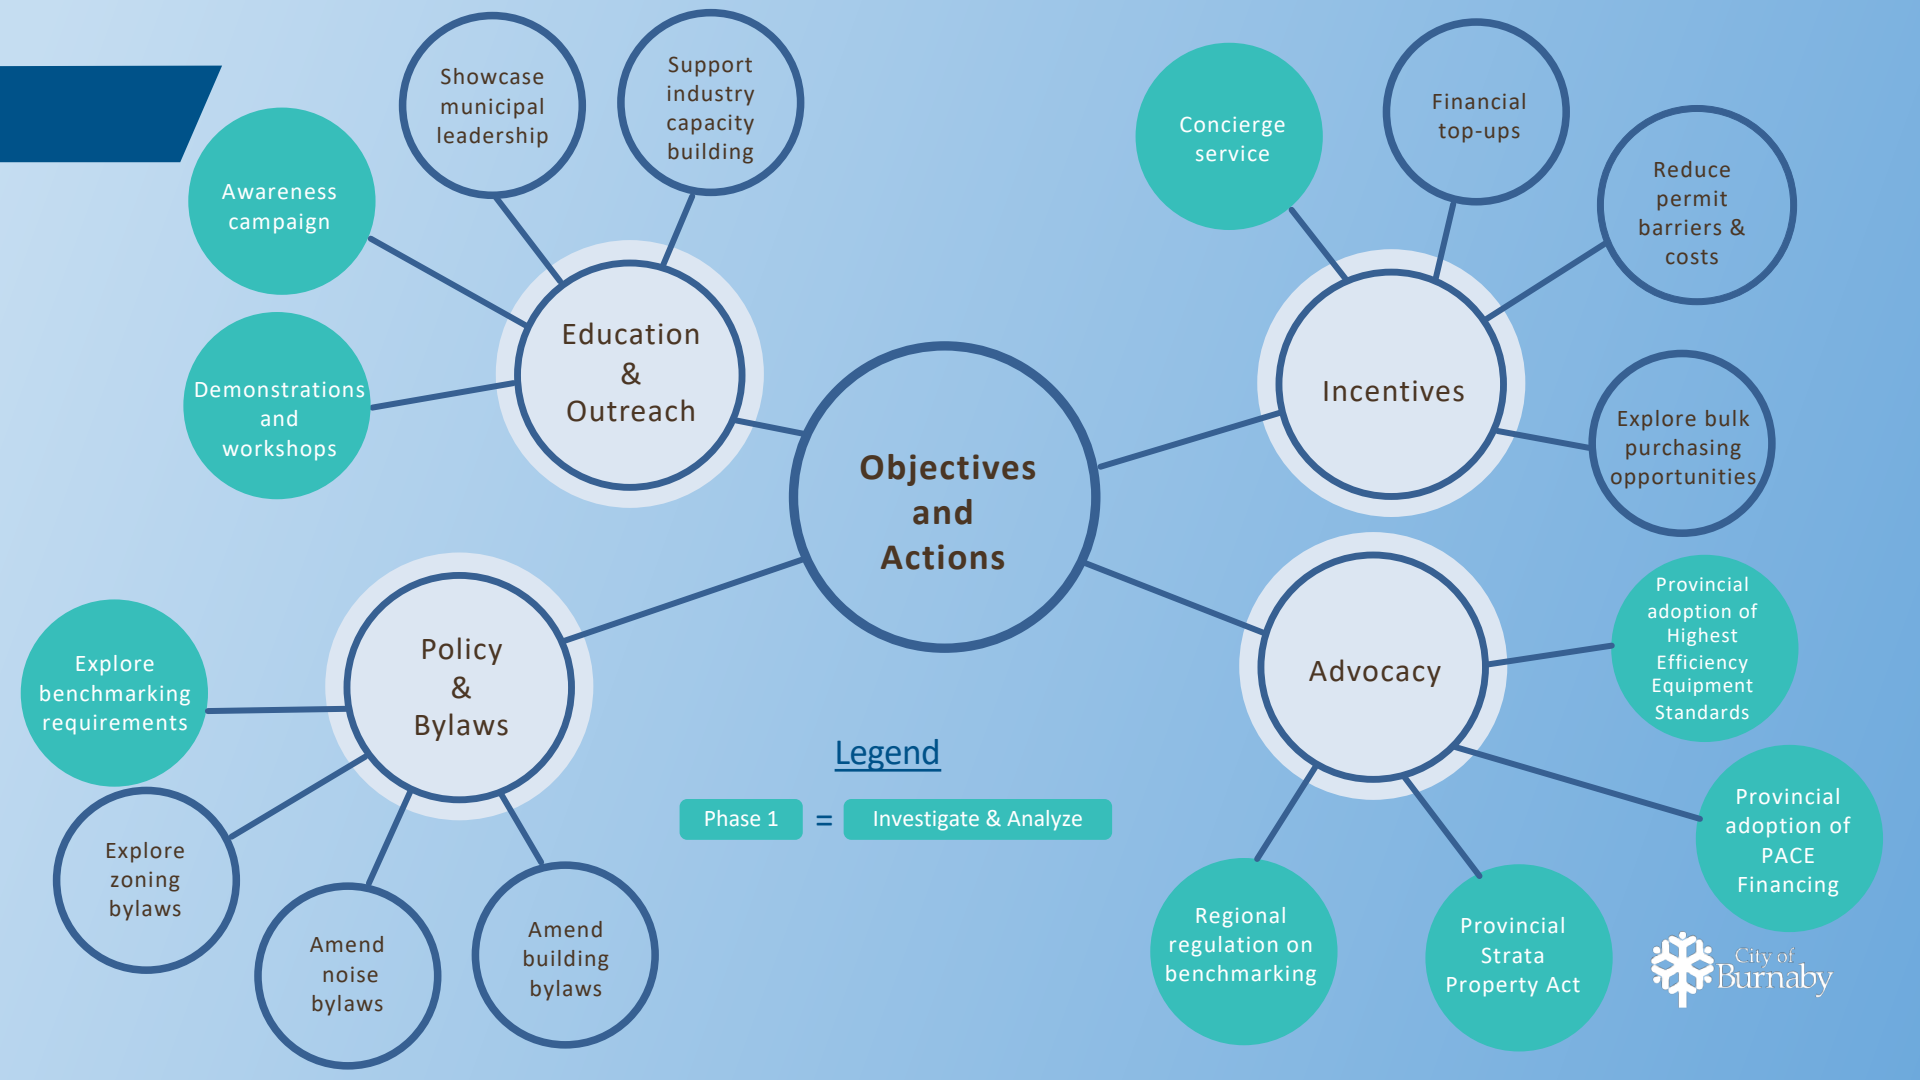 Showcase
municipal
leadership
Support
industry
capacity
building
Awareness
campaign
Demonstrations
and
workshops
Education
&
Outreach
Concierge
service
Financial
top-ups
Reduce
permit
barriers &
costs
Explore bulk
purchasing
opportunities
Incentives
Objectives
and
Actions
Policy
&
Bylaws
Explore
benchmarking
requirements
Explore
zoning
bylaws
Amend
noise
bylaws
Amend
building
bylaws
Advocacy
Provincial
adoption of
Highest
Efficiency
Equipment
Standards
Provincial
adoption of
PACE
Financing
Provincial
Strata
Property Act
Regional
regulation on
benchmarking
Legend
Phase 1 = Investigate & Analyze
City of
Burnaby